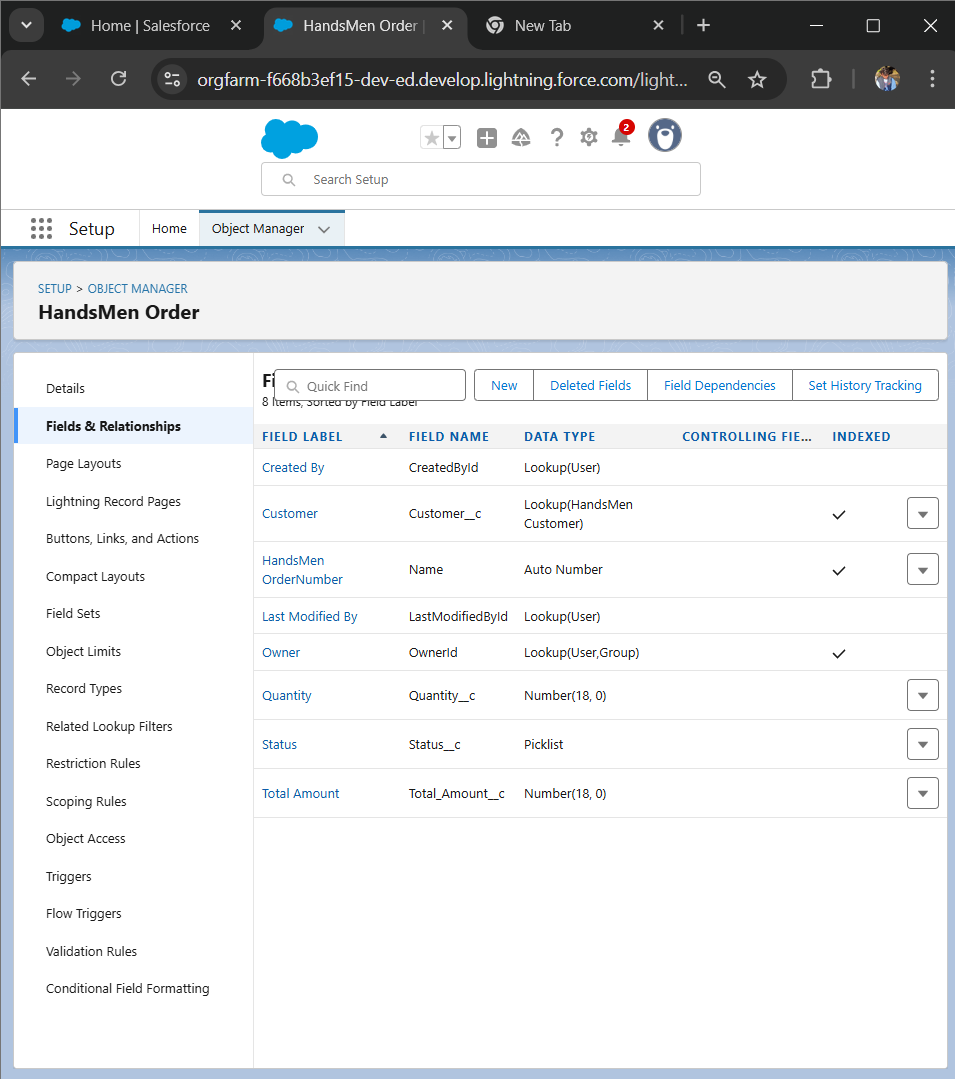 Home | Salesforce
HandsMen Order |
New Tab
orgfarm-f668b3ef15-dev-ed.develop.lightning.force.com/light...
2
Search Setup
Setup
Home
Object Manager
SETUP > OBJECT MANAGER
HandsMen Order
Details
Fields & Relationships
Page Layouts
Lightning Record Pages
Buttons, Links, and Actions
Compact Layouts
Field Sets
Object Limits
Record Types
Related Lookup Filters
Restriction Rules
Scoping Rules
Object Access
Triggers
Flow Triggers
Validation Rules
Conditional Field Formatting
Fi
Quick Find
New
Deleted Fields
Field Dependencies
Set History Tracking
8 Items, Sorted by Field Label
FIELD LABEL FIELD NAME DATA TYPE CONTROLLING FIE... INDEXED
Created By CreatedById Lookup(User)
Customer Customer__c Lookup(HandsMen
Customer)
HandsMen
OrderNumber Name Auto Number
Last Modified By LastModifiedById Lookup(User)
Owner OwnerId Lookup(User,Group)
Quantity Quantity__c Number(18, 0)
Status Status__c Picklist
Total Amount Total_Amount__c Number(18, 0)